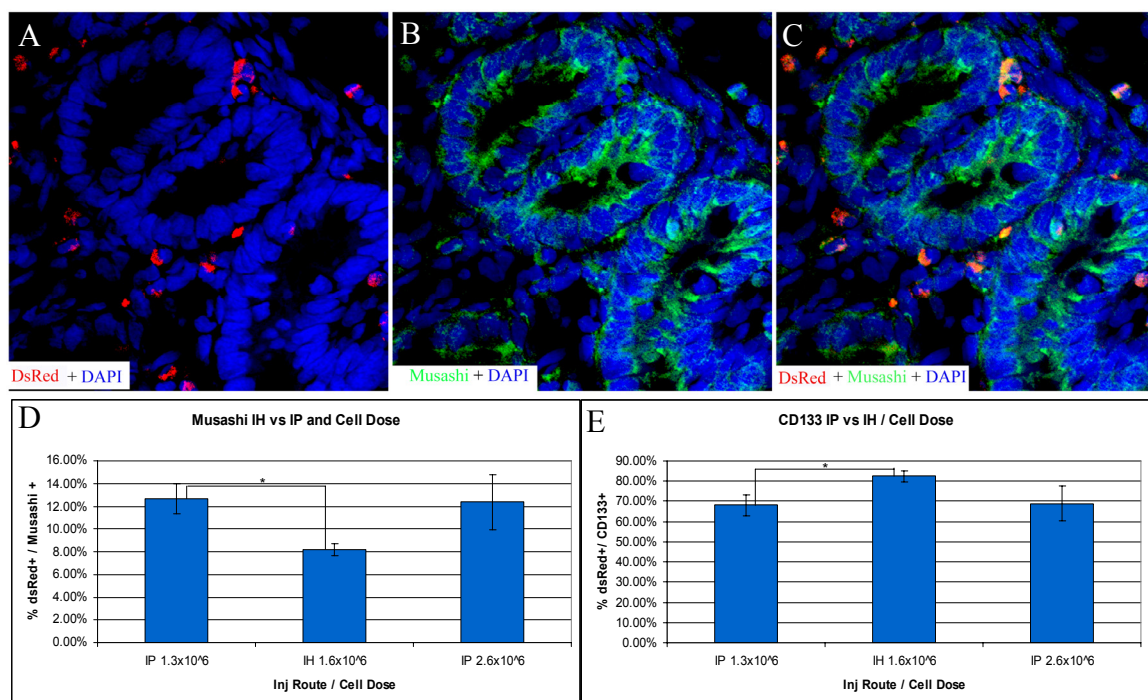 A
B
C
DsRed + DAPI
Musashi + DAPI
DsRed + Musashi + DAPI
D
Musashi IH vs IP and Cell Dose
% dsRed+ / Musashi +
16.00%
14.00%
12.00%
10.00%
8.00%
6.00%
4.00%
2.00%
0.00%
*
IP 1.3x10^6
IH 1.6x10^6
IP 2.6x10^6
Inj Route / Cell Dose
E
CD133 IP vs IH / Cell Dose
% dsRed+/ CD133+
90.00%
80.00%
70.00%
60.00%
50.00%
40.00%
30.00%
20.00%
10.00%
0.00%
*
IP 1.3x10^6
IH 1.6x10^6
IP 2.6x10^6
Inj Route / Cell Dose